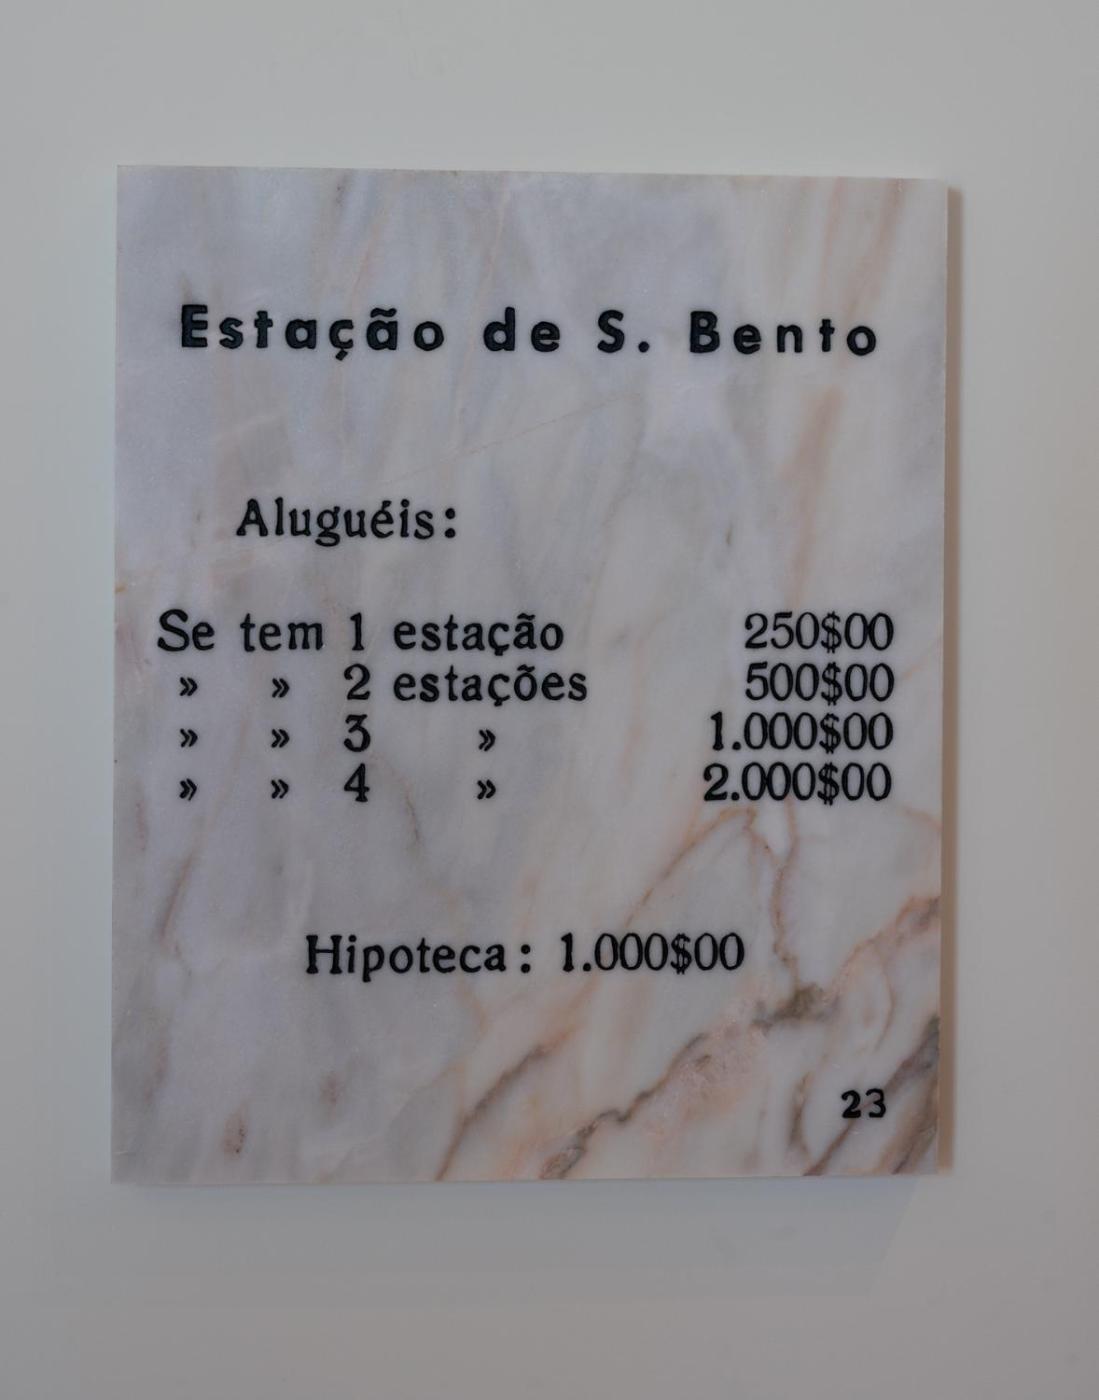 Estação de S. Bento
Aluguéis:
Se tem 1 estação 250$00
» » 2 estações 500$00
» » 3 » 1.000$00
» » 4 » 2.000$00
Hipoteca: 1.000$00
23